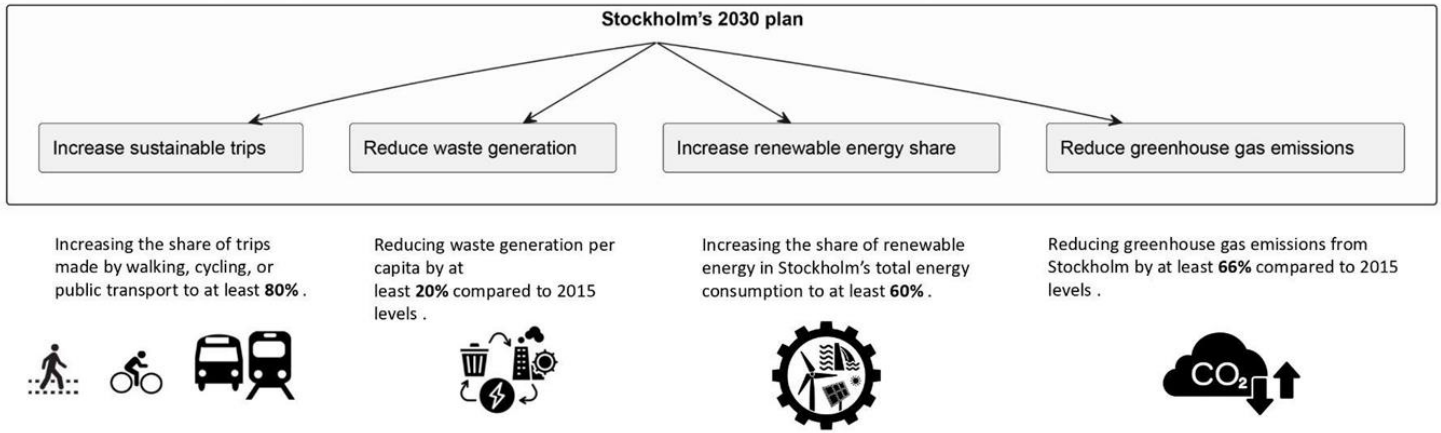 Stockholm's 2030 plan
Increase sustainable trips
Reduce waste generation
Increase renewable energy share
Reduce greenhouse gas emissions
Increasing the share of trips
made by walking, cycling, or
public transport to at least 80% .
Reducing waste generation per
capita by at
least 20% compared to 2015
levels .
Increasing the share of renewable
energy in Stockholm's total energy
consumption to at least 60% .
Reducing greenhouse gas emissions from
Stockholm by at least 66% compared to 2015
levels .
CO₂